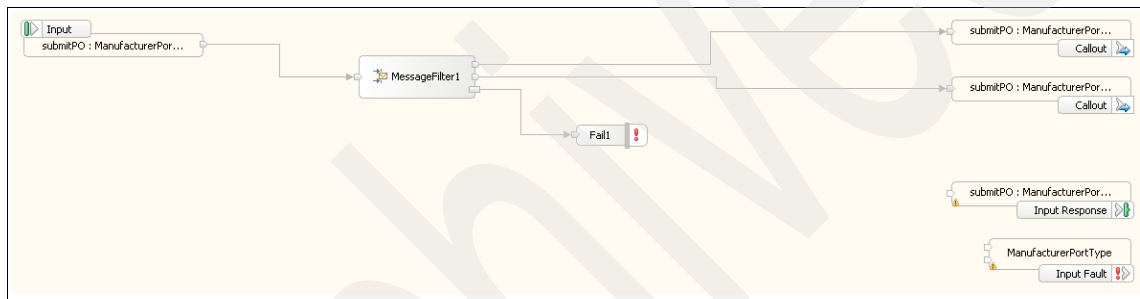 Input
submitPO : ManufacturerPor...
MessageFilter1
Fail1
submitPO : ManufacturerPor...
Callout
submitPO : ManufacturerPor...
Callout
submitPO : ManufacturerPor...
Input Response
ManufacturerPortType
Input Fault